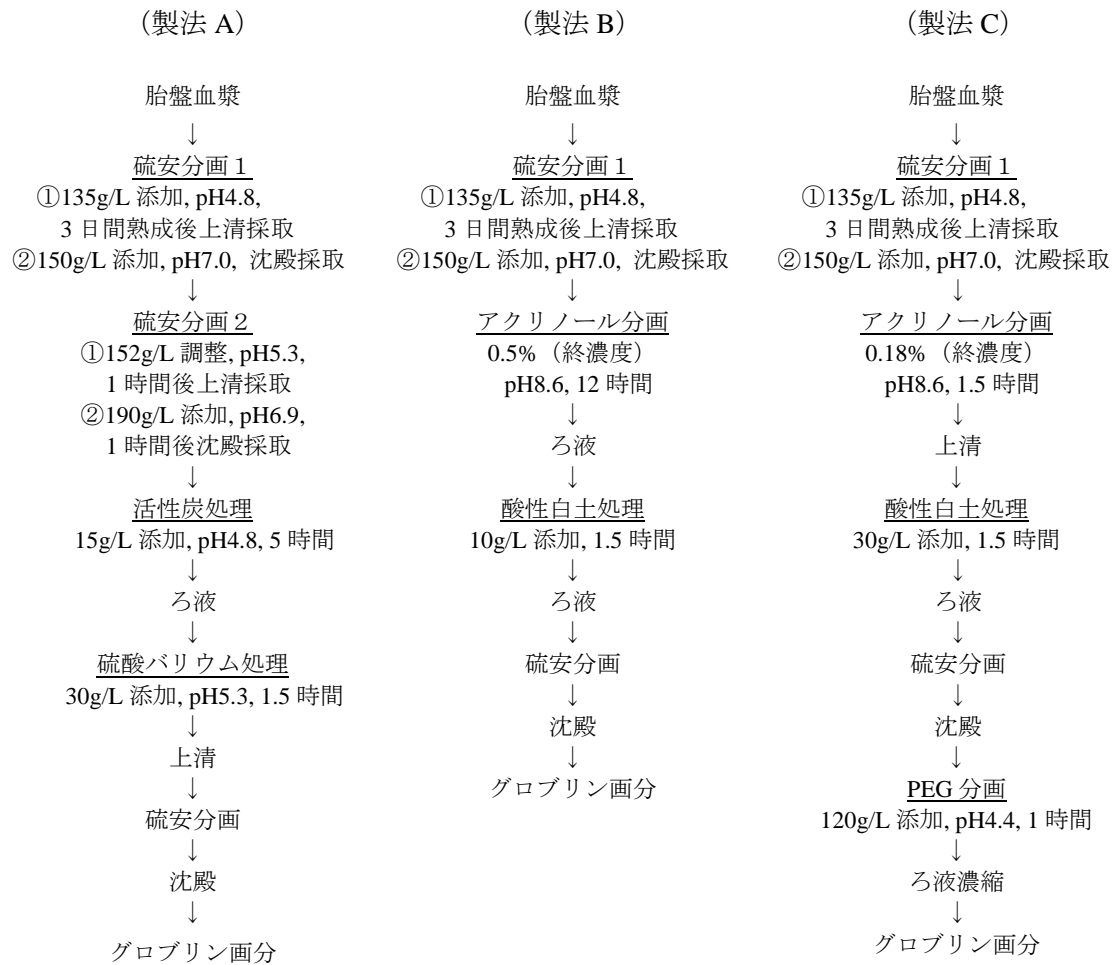 （製法 A）
胎盤血漿
↓
硫安分画１
①135g/L 添加, pH4.8,
3 日間熟成後上清採取
②150g/L 添加, pH7.0, 沈殿採取
↓
硫安分画２
①152g/L 調整, pH5.3,
1 時間後上清採取
②190g/L 添加, pH6.9,
1 時間後沈殿採取
↓
活性炭処理
15g/L 添加, pH4.8, 5 時間
↓
ろ液
↓
硫酸バリウム処理
30g/L 添加, pH5.3, 1.5 時間
↓
上清
↓
硫安分画
↓
沈殿
↓
グロブリン画分
（製法 B）
胎盤血漿
↓
硫安分画１
①135g/L 添加, pH4.8,
3 日間熟成後上清採取
②150g/L 添加, pH7.0, 沈殿採取
↓
アクリノール分画
0.5%（終濃度）
pH8.6, 12 時間
↓
ろ液
↓
酸性白土処理
10g/L 添加, 1.5 時間
↓
ろ液
↓
硫安分画
↓
沈殿
↓
グロブリン画分
（製法 C）
胎盤血漿
↓
硫安分画１
①135g/L 添加, pH4.8,
3 日間熟成後上清採取
②150g/L 添加, pH7.0, 沈殿採取
↓
アクリノール分画
0.18%（終濃度）
pH8.6, 1.5 時間
↓
上清
↓
酸性白土処理
30g/L 添加, 1.5 時間
↓
ろ液
↓
硫安分画
↓
沈殿
↓
PEG 分画
120g/L 添加, pH4.4, 1 時間
↓
ろ液濃縮
↓
グロブリン画分